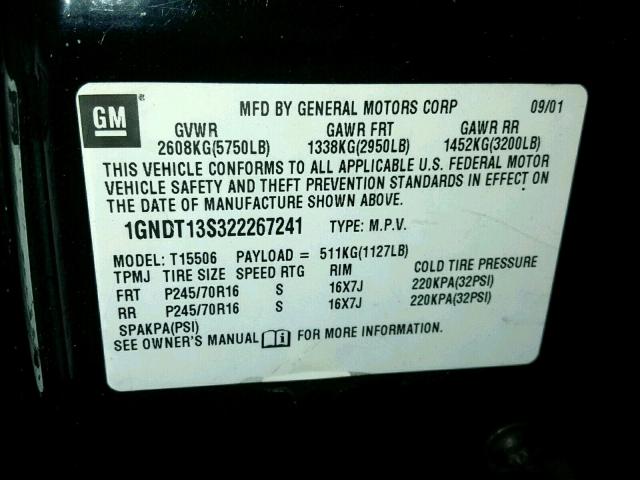 GM
MFD BY GENERAL MOTORS CORP 09/01
GVWR GAWR FRT GAWR RR
2608KG(5750LB) 1338KG(2950LB) 1452KG(3200LB)
THIS VEHICLE CONFORMS TO ALL APPLICABLE U.S. FEDERAL MOTOR
VEHICLE SAFETY AND THEFT PREVENTION STANDARDS IN EFFECT ON
THE DATE OF MANUFACTURE SHOWN ABOVE.
1GNDT13S322267241 TYPE: M.P.V.
MODEL: T15506 PAYLOAD = 511KG(1127LB)
TPMJ TIRE SIZE SPEED RTG RIM COLD TIRE PRESSURE
FRT P245/70R16 S 16X7J 220KPA(32PSI)
RR P245/70R16 S 16X7J 220KPA(32PSI)
SPAKPA(PSI)
SEE OWNER'S MANUAL FOR MORE INFORMATION.